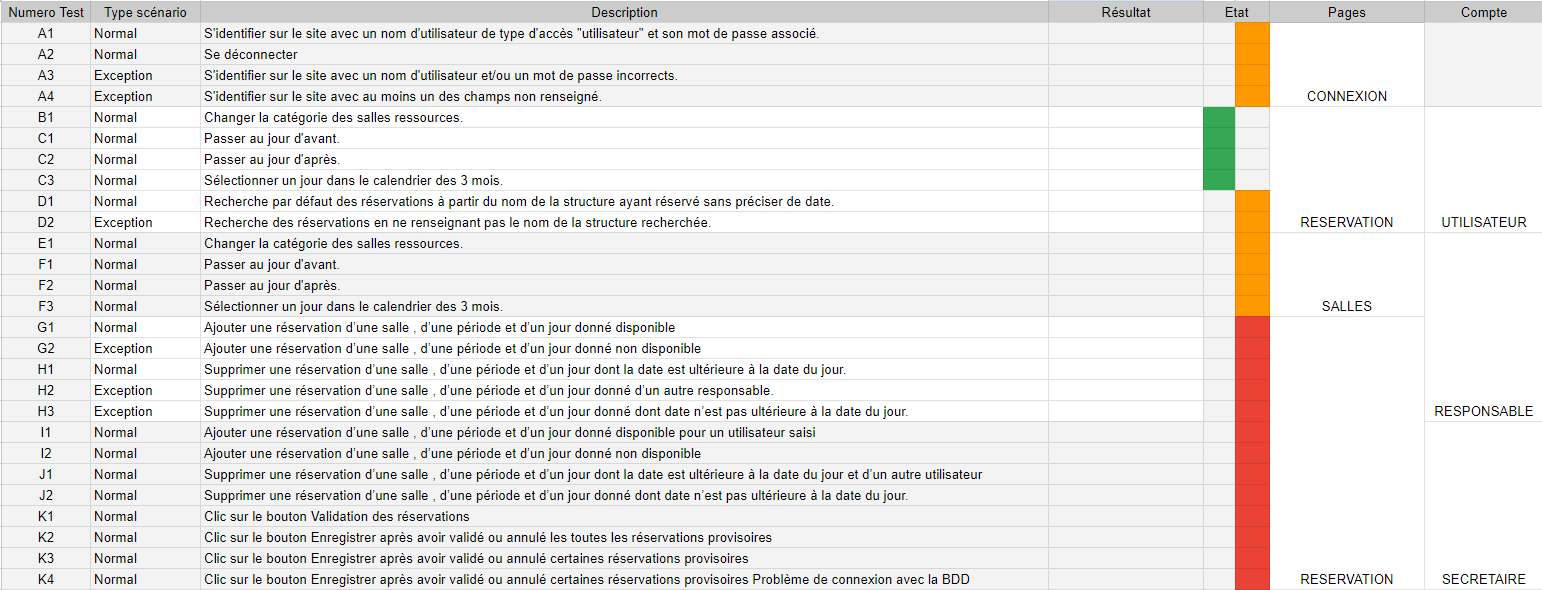 Numero Test Type scénario Description Résultat Etat Pages Compte
A1 Normal S'identifier sur le site avec un nom d'utilisateur de type d'accès "utilisateur" et son mot de passe associé.
A2 Normal Se déconnecter
A3 Exception S'identifier sur le site avec un nom d'utilisateur et/ou un mot de passe incorrects.
A4 Exception S'identifier sur le site avec au moins un des champs non renseigné. CONNEXION
B1 Normal Changer la catégorie des salles ressources.
C1 Normal Passer au jour d'avant.
C2 Normal Passer au jour d'après.
C3 Normal Sélectionner un jour dans le calendrier des 3 mois.
D1 Normal Recherche par défaut des réservations à partir du nom de la structure ayant réservé sans préciser de date.
D2 Exception Recherche des réservations en ne renseignant pas le nom de la structure recherchée. RESERVATION UTILISATEUR
E1 Normal Changer la catégorie des salles ressources.
F1 Normal Passer au jour d'avant.
F2 Normal Passer au jour d'après.
F3 Normal Sélectionner un jour dans le calendrier des 3 mois. SALLES
G1 Normal Ajouter une réservation d’une salle , d’une période et d’un jour donné disponible
G2 Exception Ajouter une réservation d’une salle , d’une période et d’un jour donné non disponible
H1 Normal Supprimer une réservation d’une salle , d’une période et d’un jour dont la date est ultérieure à la date du jour.
H2 Exception Supprimer une réservation d’une salle , d’une période et d’un jour donné d’un autre responsable.
H3 Exception Supprimer une réservation d’une salle , d’une période et d’un jour donné dont date n’est pas ultérieure à la date du jour. RESPONSABLE
I1 Normal Ajouter une réservation d’une salle , d’une période et d’un jour donné disponible pour un utilisateur saisi
I2 Normal Ajouter une réservation d’une salle , d’une période et d’un jour donné non disponible
J1 Normal Supprimer une réservation d’une salle , d’une période et d’un jour dont la date est ultérieure à la date du jour et d’un autre utilisateur
J2 Normal Supprimer une réservation d’une salle , d’une période et d’un jour donné dont date n’est pas ultérieure à la date du jour.
K1 Normal Clic sur le bouton Validation des réservations
K2 Normal Clic sur le bouton Enregistrer après avoir validé ou annulé les toutes les réservations provisoires
K3 Normal Clic sur le bouton Enregistrer après avoir validé ou annulé certaines réservations provisoires
K4 Normal Clic sur le bouton Enregistrer après avoir validé ou annulé certaines réservations provisoires Problème de connexion avec la BDD RESERVATION SECRETAIRE